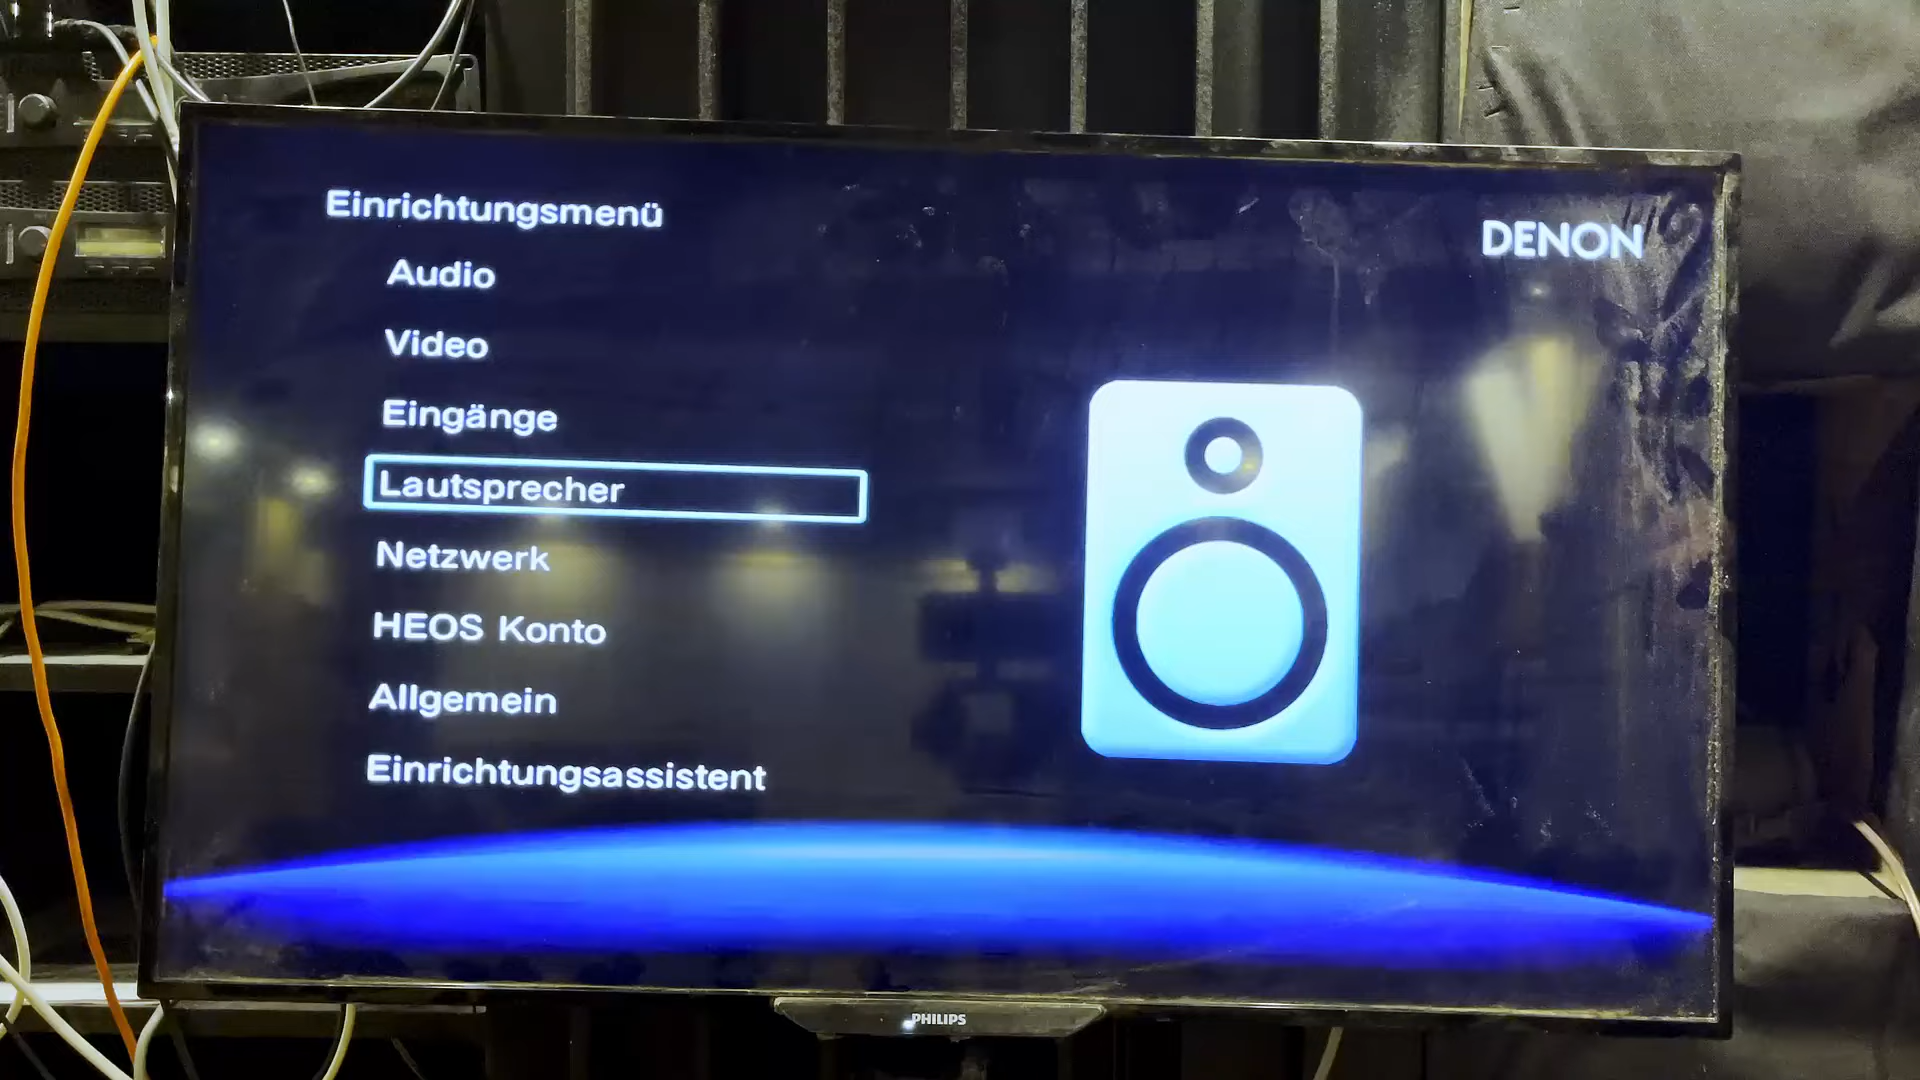 Einrichtungsmenü
DENON
Audio
Video
Eingänge
Lautsprecher
Netzwerk
HEOS Konto
Allgemein
Einrichtungsassistent
PHILIPS